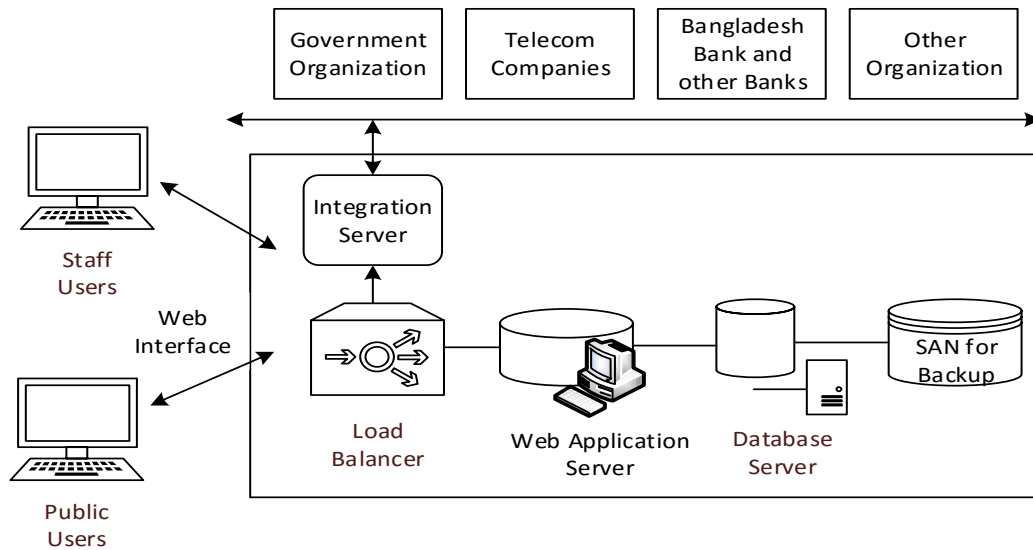 Government
Organization
Telecom
Companies
Bangladesh
Bank and
other Banks
Other
Organization
Integration
Server
Staff
Users
Web
Interface
SAN for
Backup
Load
Balancer
Web Application
Server
Database
Server
Public
Users